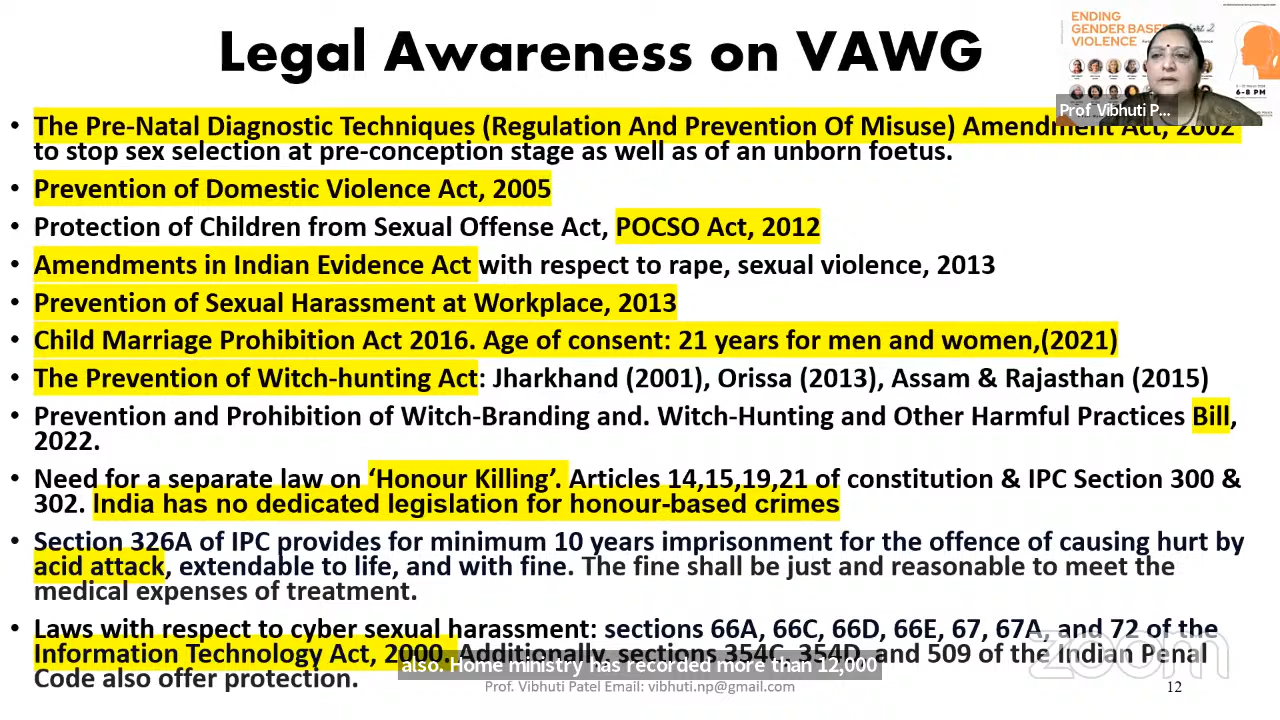 Legal Awareness on VAWG
ENDING
GENDER BASED
VIOLENCE
6-8 PM
Prof. Vibhuti P...
• The Pre-Natal Diagnostic Techniques (Regulation And Prevention Of Misuse) Amendment Act, 2002
to stop sex selection at pre-conception stage as well as of an unborn foetus.
• Prevention of Domestic Violence Act, 2005
• Protection of Children from Sexual Offense Act, POCSO Act, 2012
• Amendments in Indian Evidence Act with respect to rape, sexual violence, 2013
• Prevention of Sexual Harassment at Workplace, 2013
• Child Marriage Prohibition Act 2016. Age of consent: 21 years for men and women,(2021)
• The Prevention of Witch-hunting Act: Jharkhand (2001), Orissa (2013), Assam & Rajasthan (2015)
• Prevention and Prohibition of Witch-Branding and. Witch-Hunting and Other Harmful Practices Bill,
2022.
• Need for a separate law on ‘Honour Killing’. Articles 14,15,19,21 of constitution & IPC Section 300 &
302. India has no dedicated legislation for honour-based crimes
• Section 326A of IPC provides for minimum 10 years imprisonment for the offence of causing hurt by
acid attack, extendable to life, and with fine. The fine shall be just and reasonable to meet the
medical expenses of treatment.
• Laws with respect to cyber sexual harassment: sections 66A, 66C, 66D, 66E, 67, 67A, and 72 of the
Information Technology Act, 2000. Additionally, sections 354C, 354D, and 509 of the Indian Penal
Code also offer protection.
also. Home ministry has recorded more than 12,000
zoom
Prof. Vibhuti Patel Email: vibhuti.np@gmail.com
12